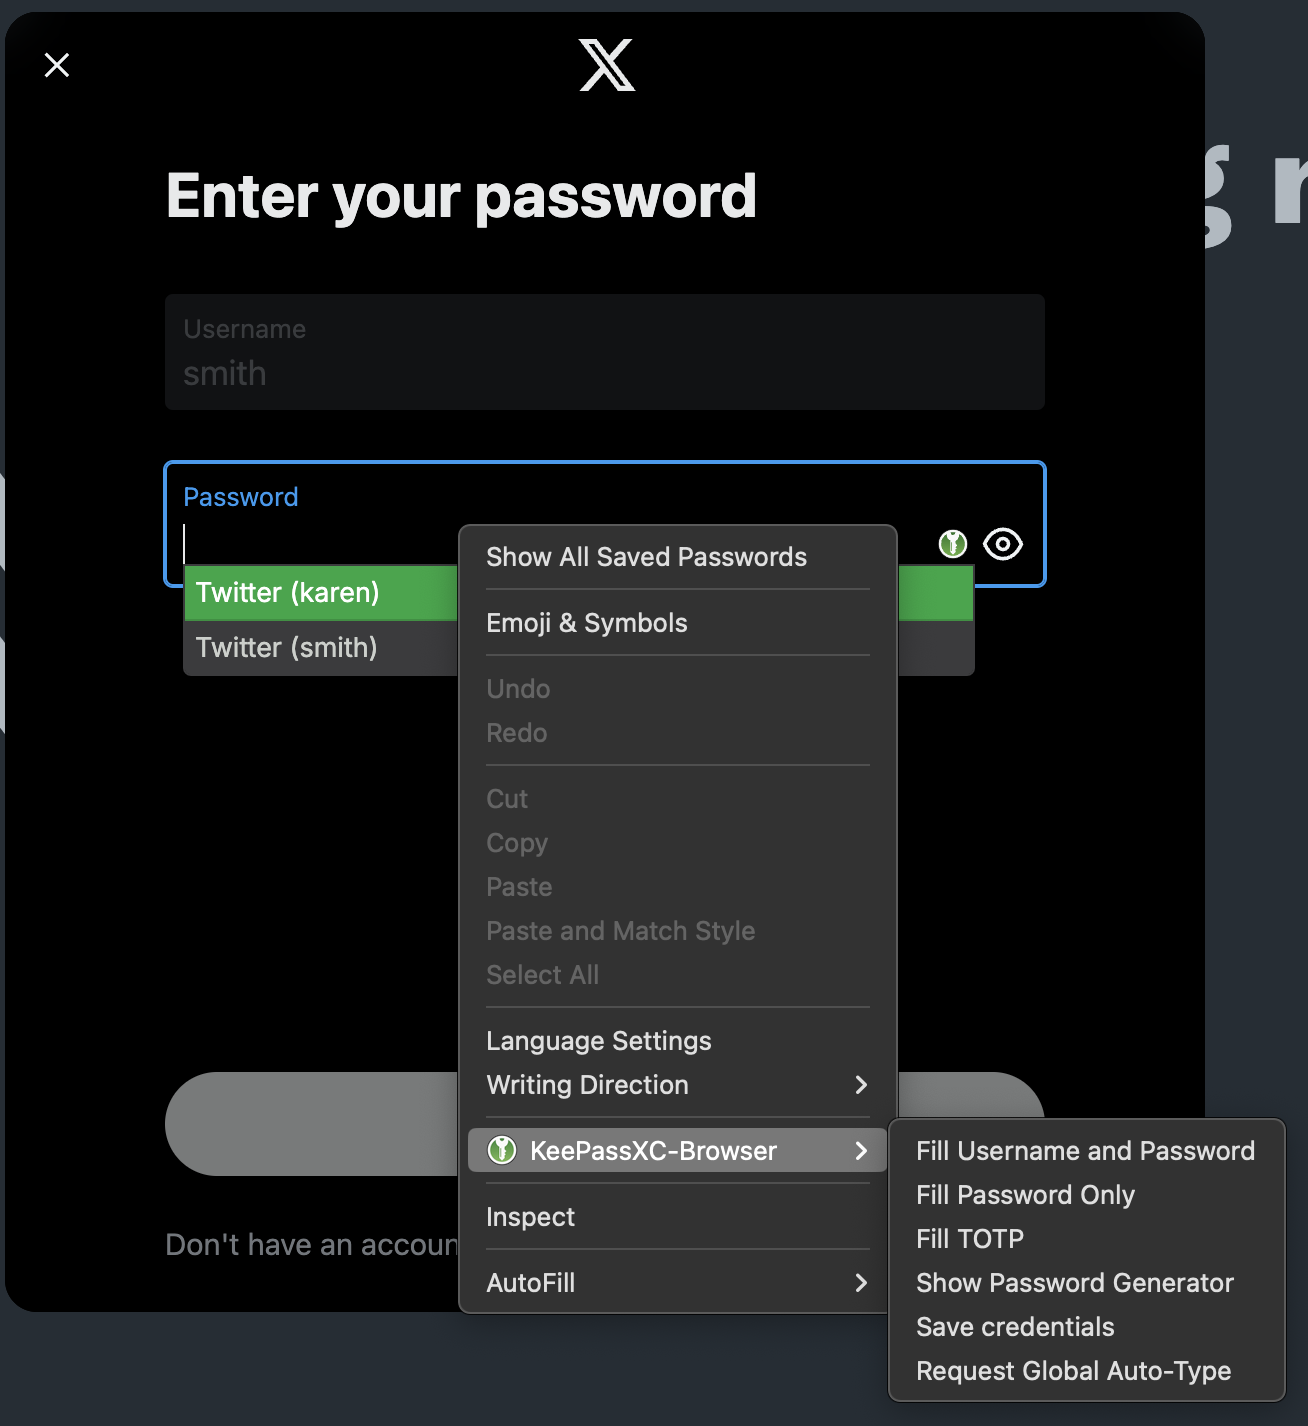 Enter your password
Username
smith
Password
Twitter (karen)
Twitter (smith)
Show All Saved Passwords
Emoji & Symbols
Undo
Redo
Cut
Copy
Paste
Paste and Match Style
Select All
Language Settings
Writing Direction
KeePassXC-Browser
Inspect
AutoFill
Fill Username and Password
Fill Password Only
Fill TOTP
Show Password Generator
Save credentials
Request Global Auto-Type
Don't have an accoun